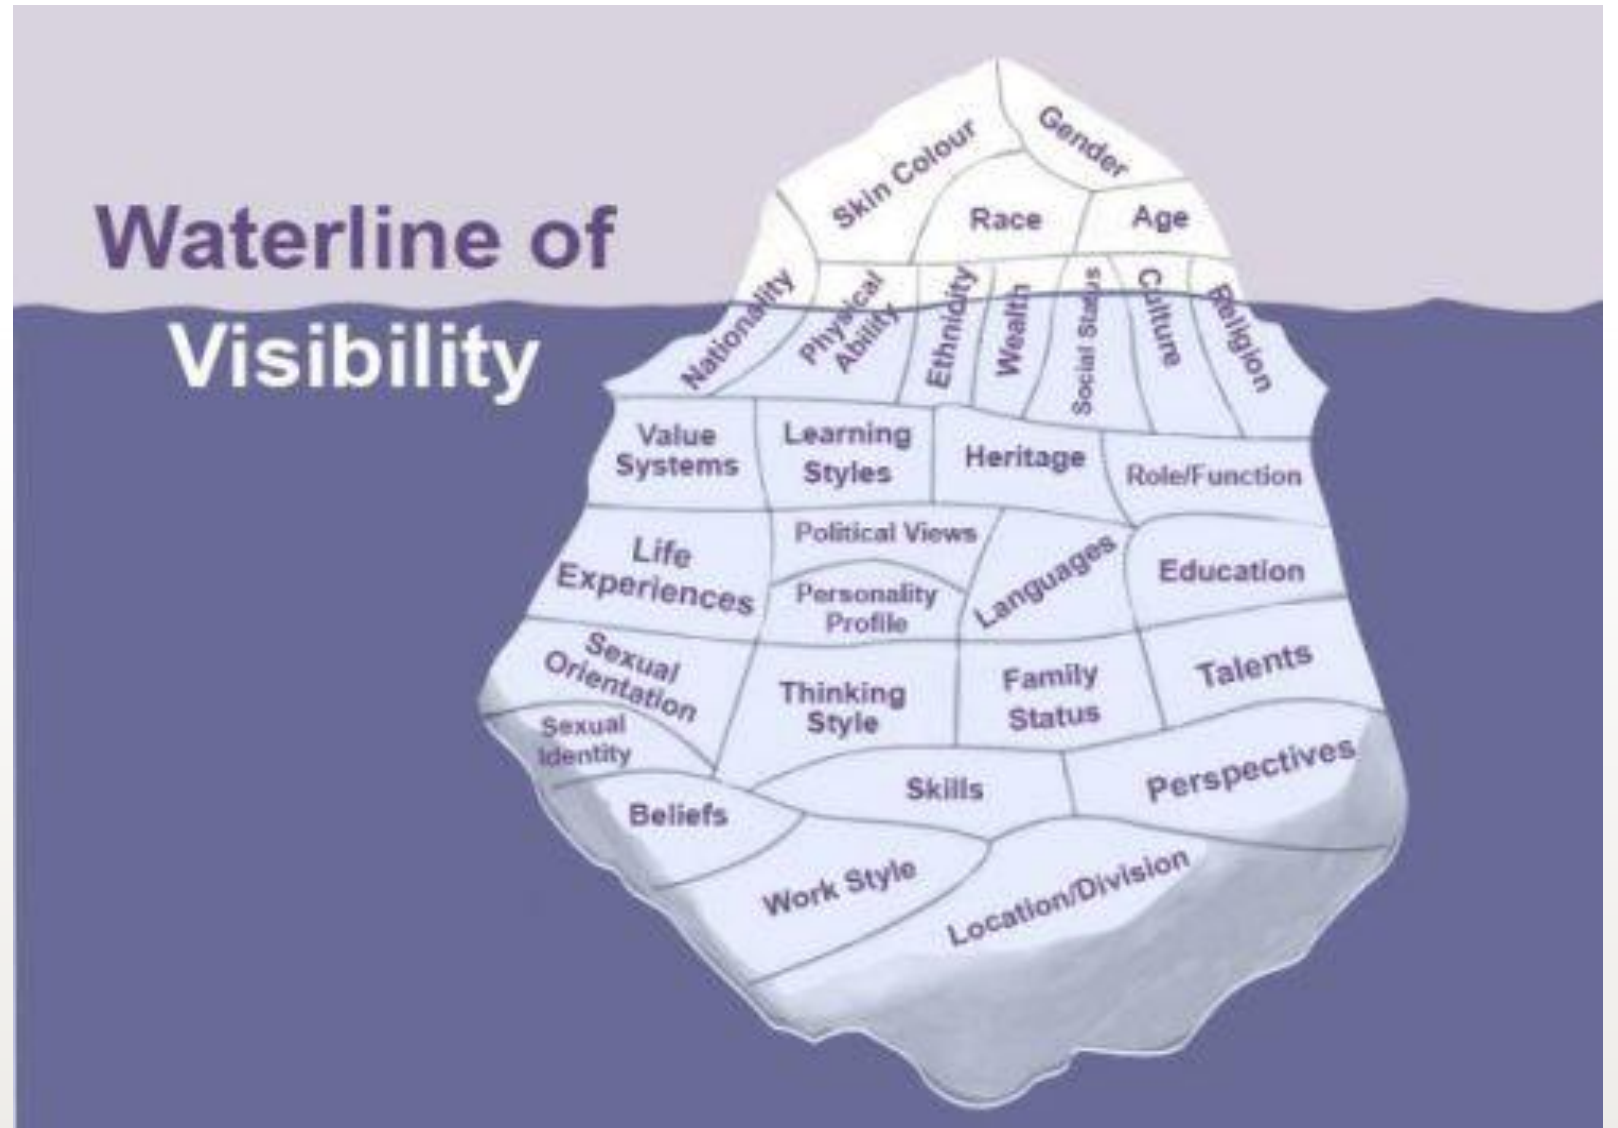 Waterline of
Visibility
Skin Colour
Gender
Race
Age
Nationality
Physical
Ability
Ethnicity
Wealth
Social Status
Culture
Religion
Value
Systems
Learning
Styles
Heritage
Role/Function
Life
Experiences
Political Views
Personality
Profile
Languages
Education
Sexual
Orientation
Sexual
Identity
Thinking
Style
Family
Status
Talents
Beliefs
Skills
Perspectives
Work Style
Location/Division